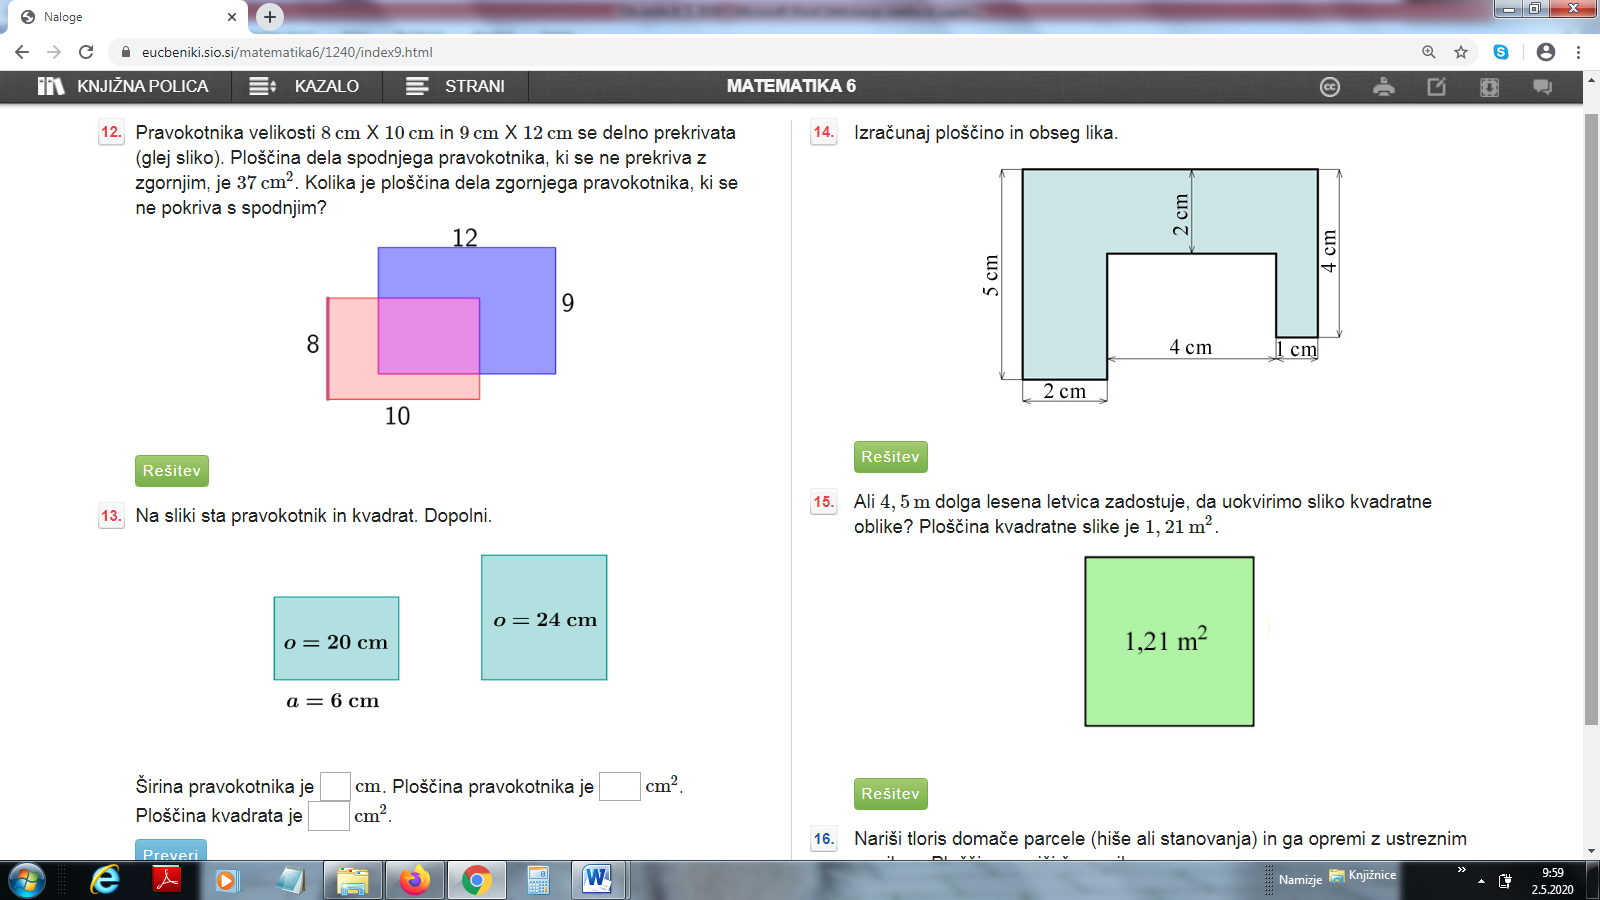 Naloge
eucbeniki.sio.si/matematika6/1240/index9.html
KNJIŽNA POLICA
KAZALO
STRANI
MATEMATIKA 6
12. Pravokotnika velikosti 8 cm X 10 cm in 9 cm X 12 cm se delno prekrivata
(glej sliko). Ploščina dela spodnjega pravokotnika, ki se ne prekriva z
zgornjim, je 37 cm². Kolika je ploščina dela zgornjega pravokotnika, ki se
ne pokriva s spodnjim?
12
9
8
10
Rešitev
13. Na sliki sta pravokotnik in kvadrat. Dopolni.
o = 20 cm
o = 24 cm
a = 6 cm
Širina pravokotnika je cm. Ploščina pravokotnika je cm².
Ploščina kvadrata je cm².
Preveri
14. Izračunaj ploščino in obseg lika.
2 cm
5 cm
4 cm
4 cm
1 cm
2 cm
Rešitev
15. Ali 4, 5 m dolga lesena letvica zadostuje, da uokvirimo sliko kvadratne
oblike? Ploščina kvadratne slike je 1, 21 m².
1,21 m²
Rešitev
16. Nariši tloris domače parcele (hiše ali stanovanja) in ga opremi z ustreznim
Namizje
Knjižnice
9:59
2.5.2020